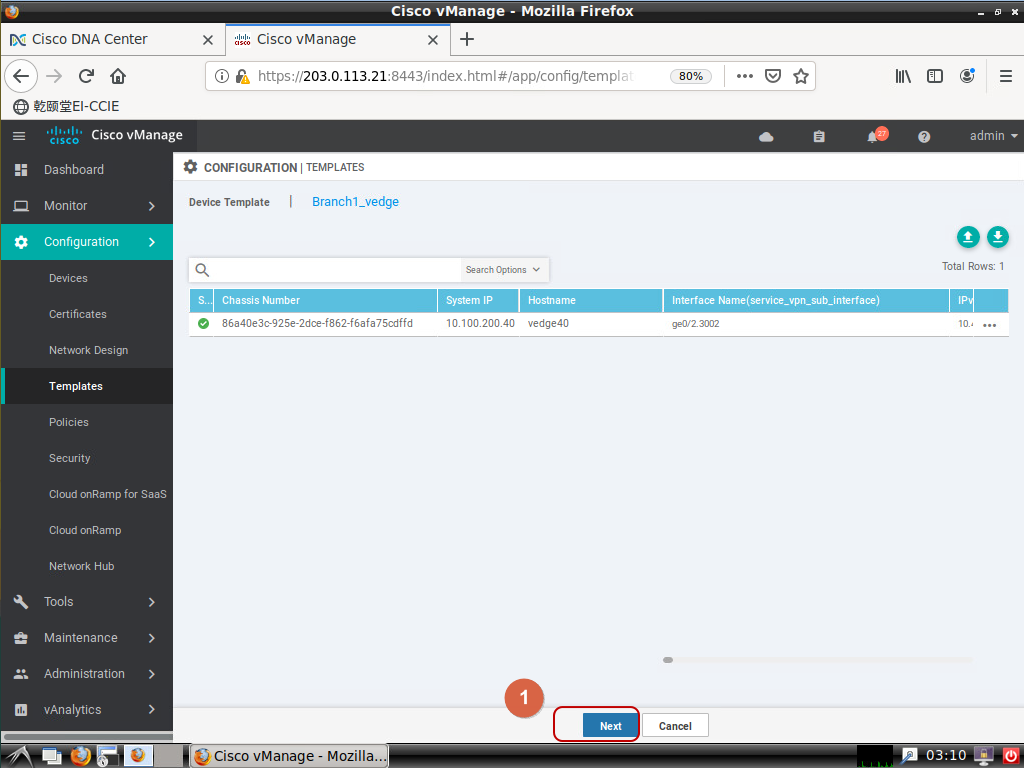 Cisco vManage - Mozilla Firefox
Cisco DNA Center
Cisco vManage
https://203.0.113.21:8443/index.html#/app/config/templat
80%
乾颐堂EI-CCIE
CISCO Cisco vManage
27
admin
Dashboard
Monitor
Configuration
Devices
Certificates
Network Design
Templates
Policies
Security
Cloud onRamp for SaaS
Cloud onRamp
Network Hub
Tools
Maintenance
Administration
vAnalytics
CONFIGURATION | TEMPLATES
Device Template | Branch1_vedge
Search Options
Total Rows: 1
S... Chassis Number System IP Hostname Interface Name(service_vpn_sub_interface) IPv
86a40e3c-925e-2dce-f862-f6afa75cdffd 10.100.200.40 vedge40 ge0/2.3002 10.4 ...
1
Next Cancel
Cisco vManage - Mozilla...
03:10